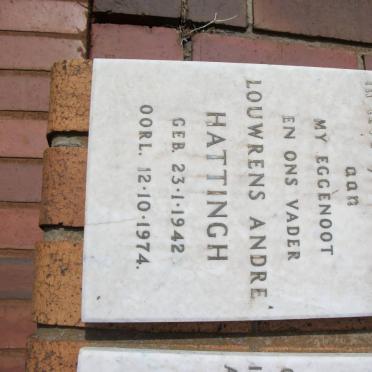 aan
MY EGGENOOT
EN ONS VADER
LOUWRENS ANDRE
HATTINGH
GEB. 23·1·1942
OORL. 12·10·1974.